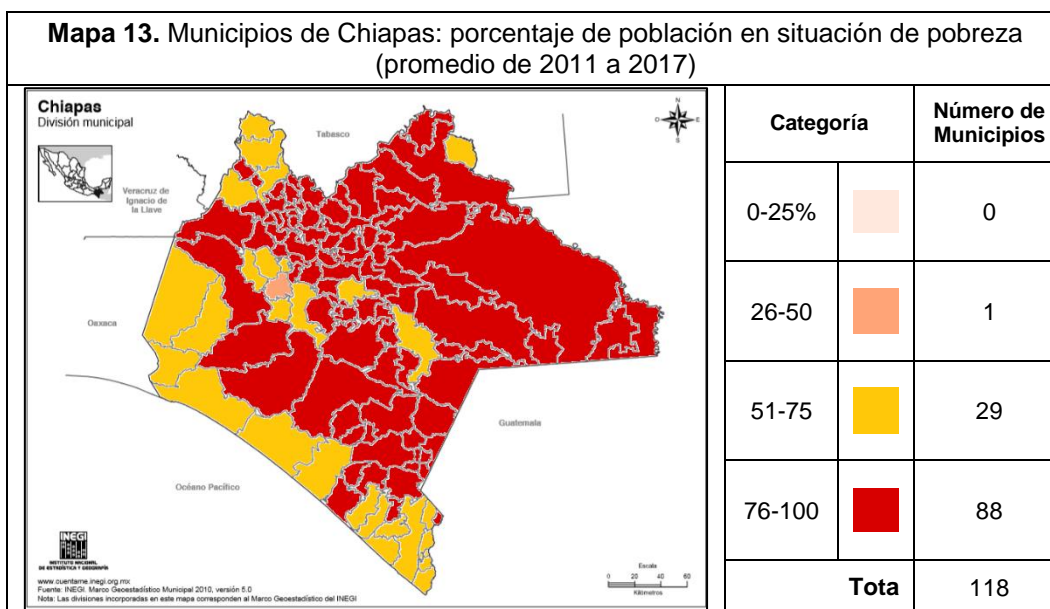 Mapa 13. Municipios de Chiapas: porcentaje de población en situación de pobreza
(promedio de 2011 a 2017)
Chiapas
División municipal
Tabasco
N
O
E
S
Veracruz de
Ignacio de
la Llave
Oaxaca
Guatemala
Océano Pacífico
INEGI
INSTITUTO NACIONAL
DE ESTADÍSTICA Y GEOGRAFÍA
www.cuentame.inegi.org.mx
Fuente: INEGI. Marco Geoestadístico Municipal 2010, versión 5.0
Nota: Las divisiones incorporadas en este mapa corresponden al Marco Geoestadístico del INEGI
Escala
0 20 40 60
Kilómetros
Categoría
Número de
Municipios
0-25% 0
26-50 1
51-75 29
76-100 88
Tota 118